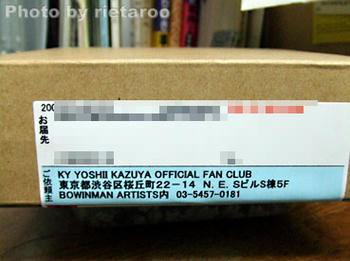 Photo by rietaroo
200
お届先
ご依頼主
KY YOSHII KAZUYA OFFICIAL FAN CLUB
東京都渋谷区桜丘町22-14 N.E.SビルS棟5F
BOWINMAN ARTISTS内 03-5457-0181